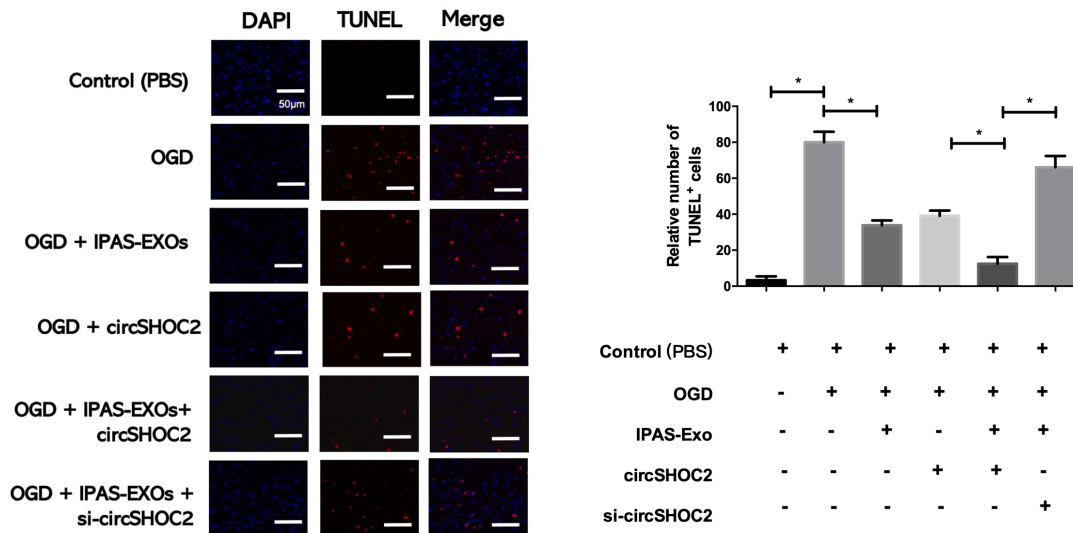 DAPI TUNEL Merge
Control (PBS)
50µm
OGD
OGD + IPAS-EXOs
OGD + circSHOC2
OGD + IPAS-EXOs+
circSHOC2
OGD + IPAS-EXOs +
si-circSHOC2
Relative number of
TUNEL+ cells
100
80
60
40
20
0
* * * *
Control (PBS) + + + + + +
OGD - + + + + +
IPAS-Exo - - + - + +
circSHOC2 - - - + + -
si-circSHOC2 - - - - - +